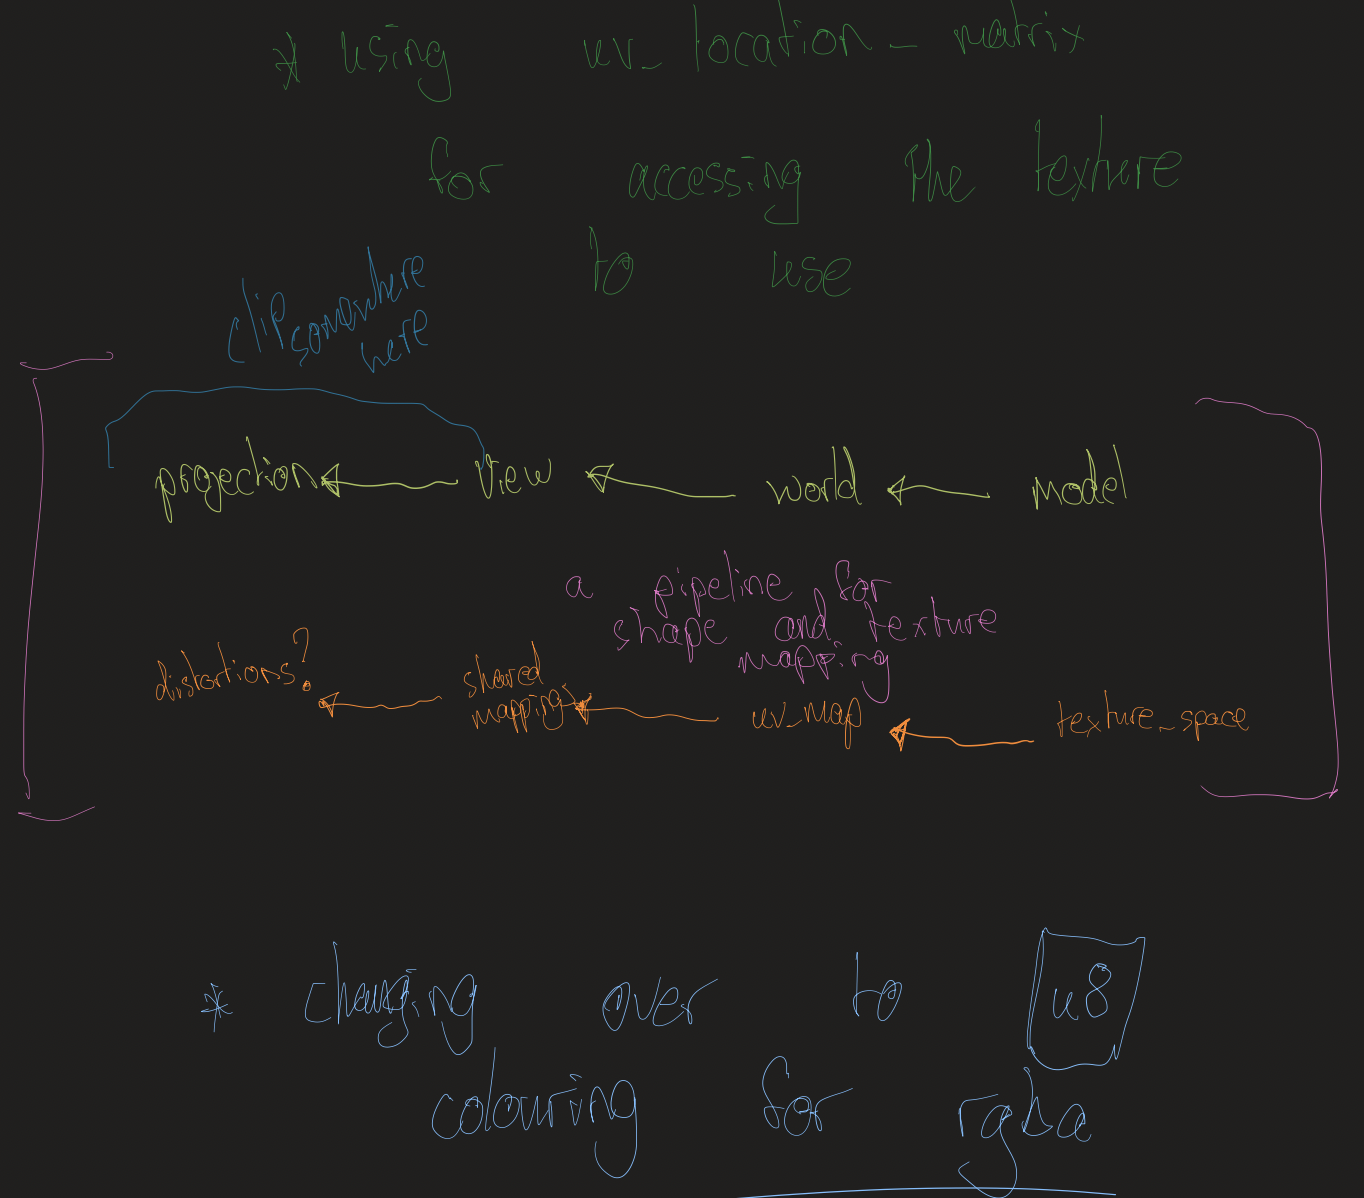 * using uv_location_matrix
for accessing the texture
to use
clip somewhere
here
projection view world model
a pipeline for
shape and texture
mapping
distortions? shared
mapping uv_map texture_space
* changing over to u8
colouring for rgba